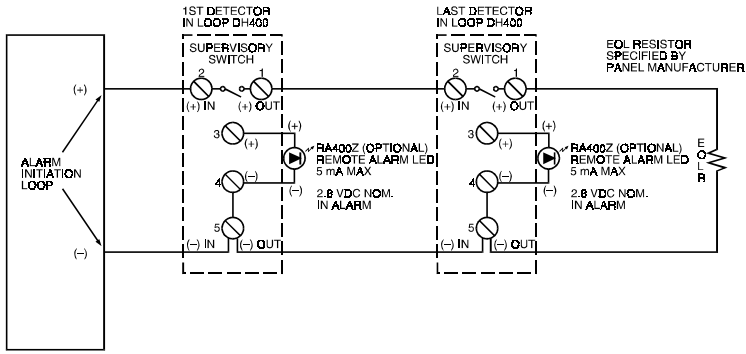 1ST DETECTOR
IN LOOP DH400
LAST DETECTOR
IN LOOP DH400
SUPERVISORY
SWITCH
SUPERVISORY
SWITCH
EOL RESISTOR
SPECIFIED BY
PANEL MANUFACTURER
2
1
2
1
(+)
(+) IN
(+) OUT
(+) IN
(+) OUT
3
(+)
(+)
3
(+)
(+)
RA400Z (OPTIONAL)
REMOTE ALARM LED
5 mA MAX
2.8 VDC NOM.
IN ALARM
RA400Z (OPTIONAL)
REMOTE ALARM LED
5 mA MAX
2.8 VDC NOM.
IN ALARM
EOLR
ALARM
INITIATION
LOOP
4
(–)
(–)
4
(–)
(–)
5
5
(–)
(–) IN
(–) OUT
(–) IN
(–) OUT